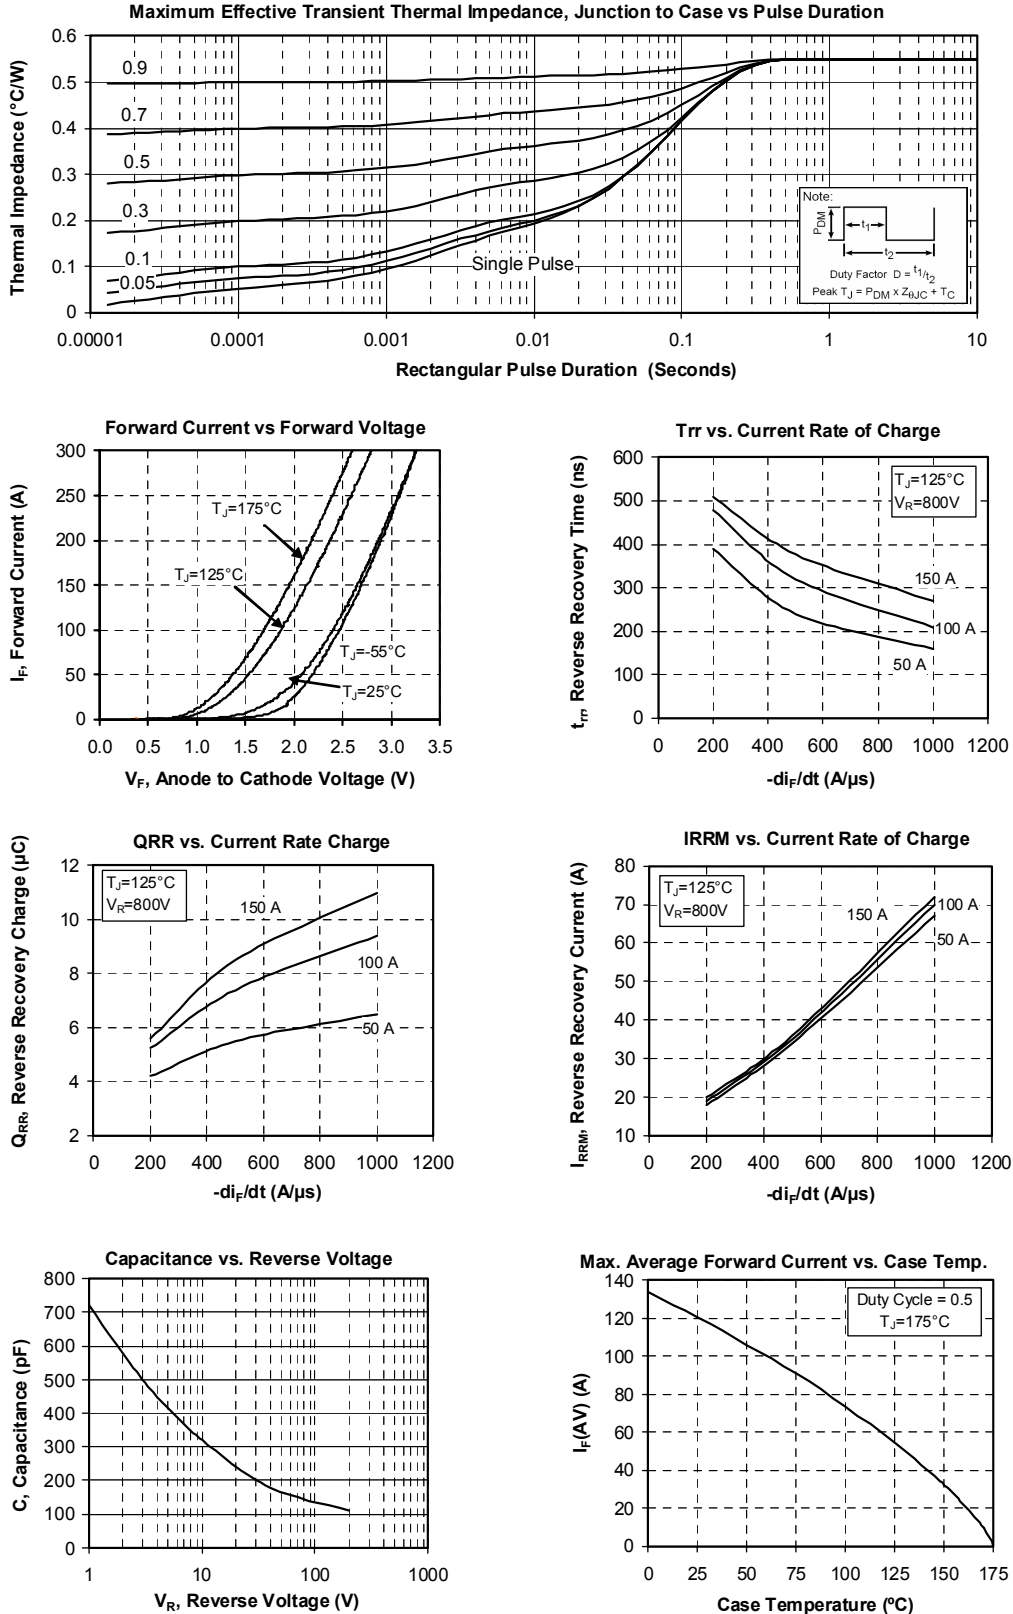 Maximum Effective Transient Thermal Impedance, Junction to Case vs Pulse Duration
Thermal Impedance (°C/W)
0.6
0.5
0.4
0.3
0.2
0.1
0
0.9
0.7
0.5
0.3
0.1
0.05
Single Pulse
Note:
PDM
t1
t2
Duty Factor D = t1/t2
Peak TJ = PDM x ZθJC + TC
0.00001 0.0001 0.001 0.01 0.1 1 10
Rectangular Pulse Duration (Seconds)
Forward Current vs Forward Voltage
IF, Forward Current (A)
300
250
200
150
100
50
0
TJ=175°C
TJ=125°C
TJ=-55°C
TJ=25°C
0.0 0.5 1.0 1.5 2.0 2.5 3.0 3.5
VF, Anode to Cathode Voltage (V)
Trr vs. Current Rate of Charge
trr, Reverse Recovery Time (ns)
600
500
400
300
200
100
0
TJ=125°C
VR=800V
150 A
100 A
50 A
0 200 400 600 800 1000 1200
-diF/dt (A/µs)
QRR vs. Current Rate Charge
QRR, Reverse Recovery Charge (µC)
12
10
8
6
4
2
TJ=125°C
VR=800V
150 A
100 A
50 A
0 200 400 600 800 1000 1200
-diF/dt (A/µs)
IRRM vs. Current Rate of Charge
IRRM, Reverse Recovery Current (A)
80
70
60
50
40
30
20
10
TJ=125°C
VR=800V
150 A
100 A
50 A
0 200 400 600 800 1000 1200
-diF/dt (A/µs)
Capacitance vs. Reverse Voltage
C, Capacitance (pF)
800
700
600
500
400
300
200
100
0
1 10 100 1000
VR, Reverse Voltage (V)
Max. Average Forward Current vs. Case Temp.
IF(AV) (A)
140
120
100
80
60
40
20
0
Duty Cycle = 0.5
TJ=175°C
0 25 50 75 100 125 150 175
Case Temperature (ºC)